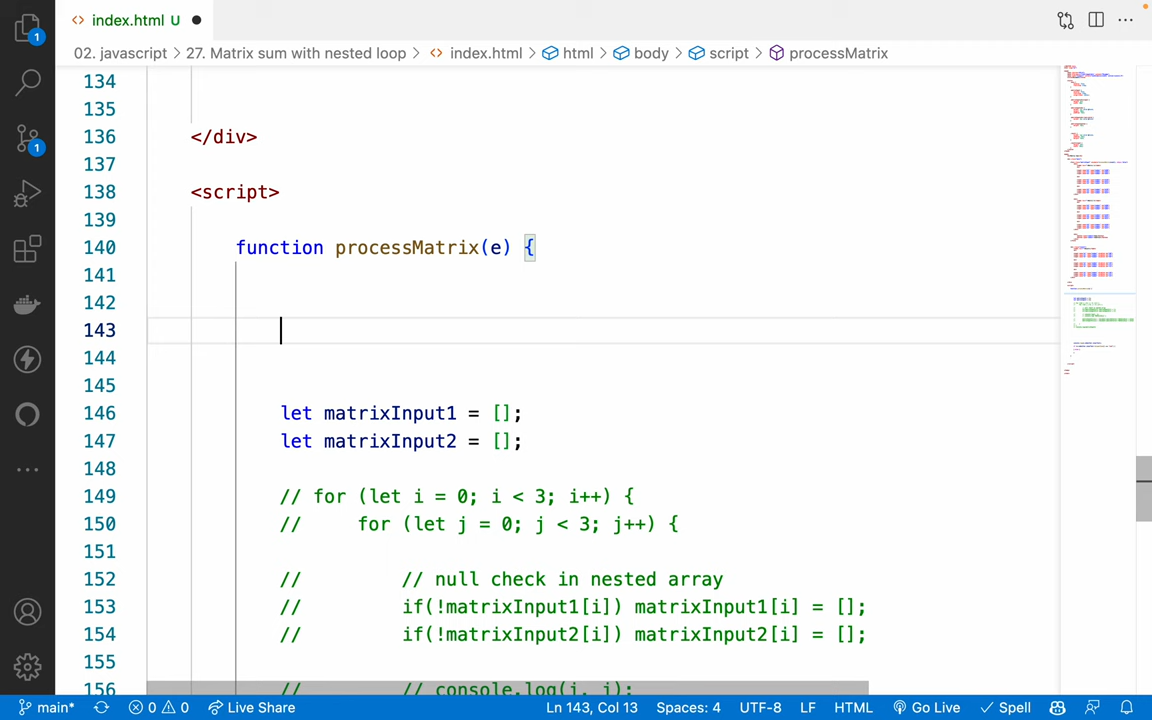 index.html U
02. javascript > 27. Matrix sum with nested loop > index.html > html > body > script > processMatrix
134
135
136 </div>
137
138 <script>
139
140 function processMatrix(e) {
141
142
143
144
145
146 let matrixInput1 = [];
147 let matrixInput2 = [];
148
149 // for (let i = 0; i < 3; i++) {
150 // for (let j = 0; j < 3; j++) {
151
152 // // null check in nested array
153 // if(!matrixInput1[i]) matrixInput1[i] = [];
154 // if(!matrixInput2[i]) matrixInput2[i] = [];
155
156 // // console.log(i, j);
1
1
main* 0 0 Live Share Ln 143, Col 13 Spaces: 4 UTF-8 LF HTML Go Live Spell